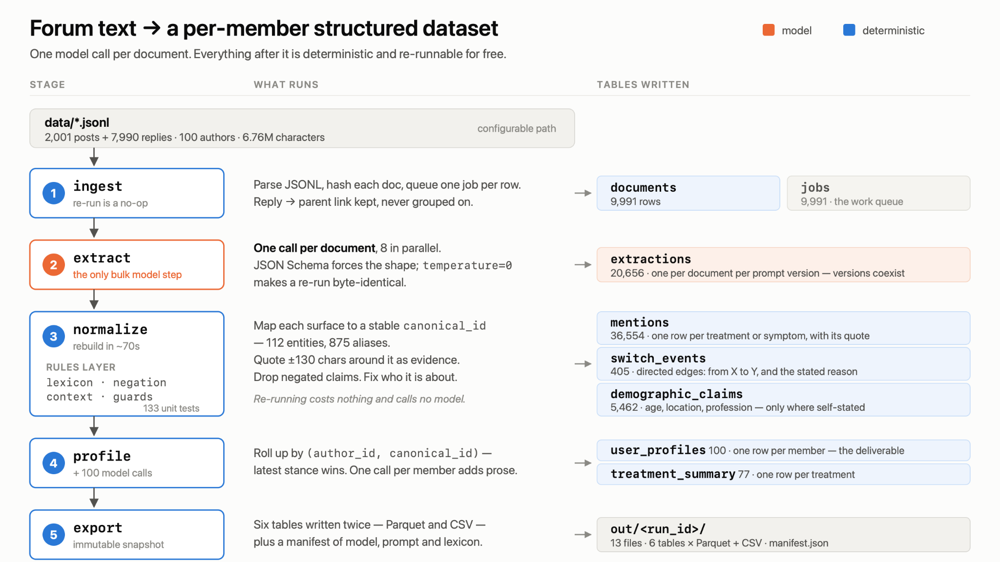 Forum text → a per-member structured dataset
model
deterministic
One model call per document. Everything after it is deterministic and re-runnable for free.
STAGE
WHAT RUNS
TABLES WRITTEN
data/*.jsonl
2,001 posts + 7,990 replies · 100 authors · 6.76M characters
configurable path
1
ingest
re-run is a no-op
Parse JSONL, hash each doc, queue one job per row.
Reply → parent link kept, never grouped on.
documents
9,991 rows
jobs
9,991 · the work queue
2
extract
the only bulk model step
One call per document, 8 in parallel.
JSON Schema forces the shape; temperature=0
makes a re-run byte-identical.
extractions
20,656 · one per document per prompt version — versions coexist
3
normalize
rebuild in ~70s
RULES LAYER
lexicon · negation
context · guards
133 unit tests
Map each surface to a stable canonical_id
— 112 entities, 875 aliases.
Quote ±130 chars around it as evidence.
Drop negated claims. Fix who it is about.
Re-running costs nothing and calls no model.
mentions
36,554 · one row per treatment or symptom, with its quote
switch_events
405 · directed edges: from X to Y, and the stated reason
demographic_claims
5,462 · age, location, profession — only where self-stated
4
profile
+ 100 model calls
Roll up by (author_id, canonical_id) —
latest stance wins. One call per member adds prose.
user_profiles 100 · one row per member — the deliverable
treatment_summary 77 · one row per treatment
5
export
immutable snapshot
Six tables written twice — Parquet and CSV —
plus a manifest of model, prompt and lexicon.
out/<run_id>/
13 files · 6 tables × Parquet + CSV · manifest.json